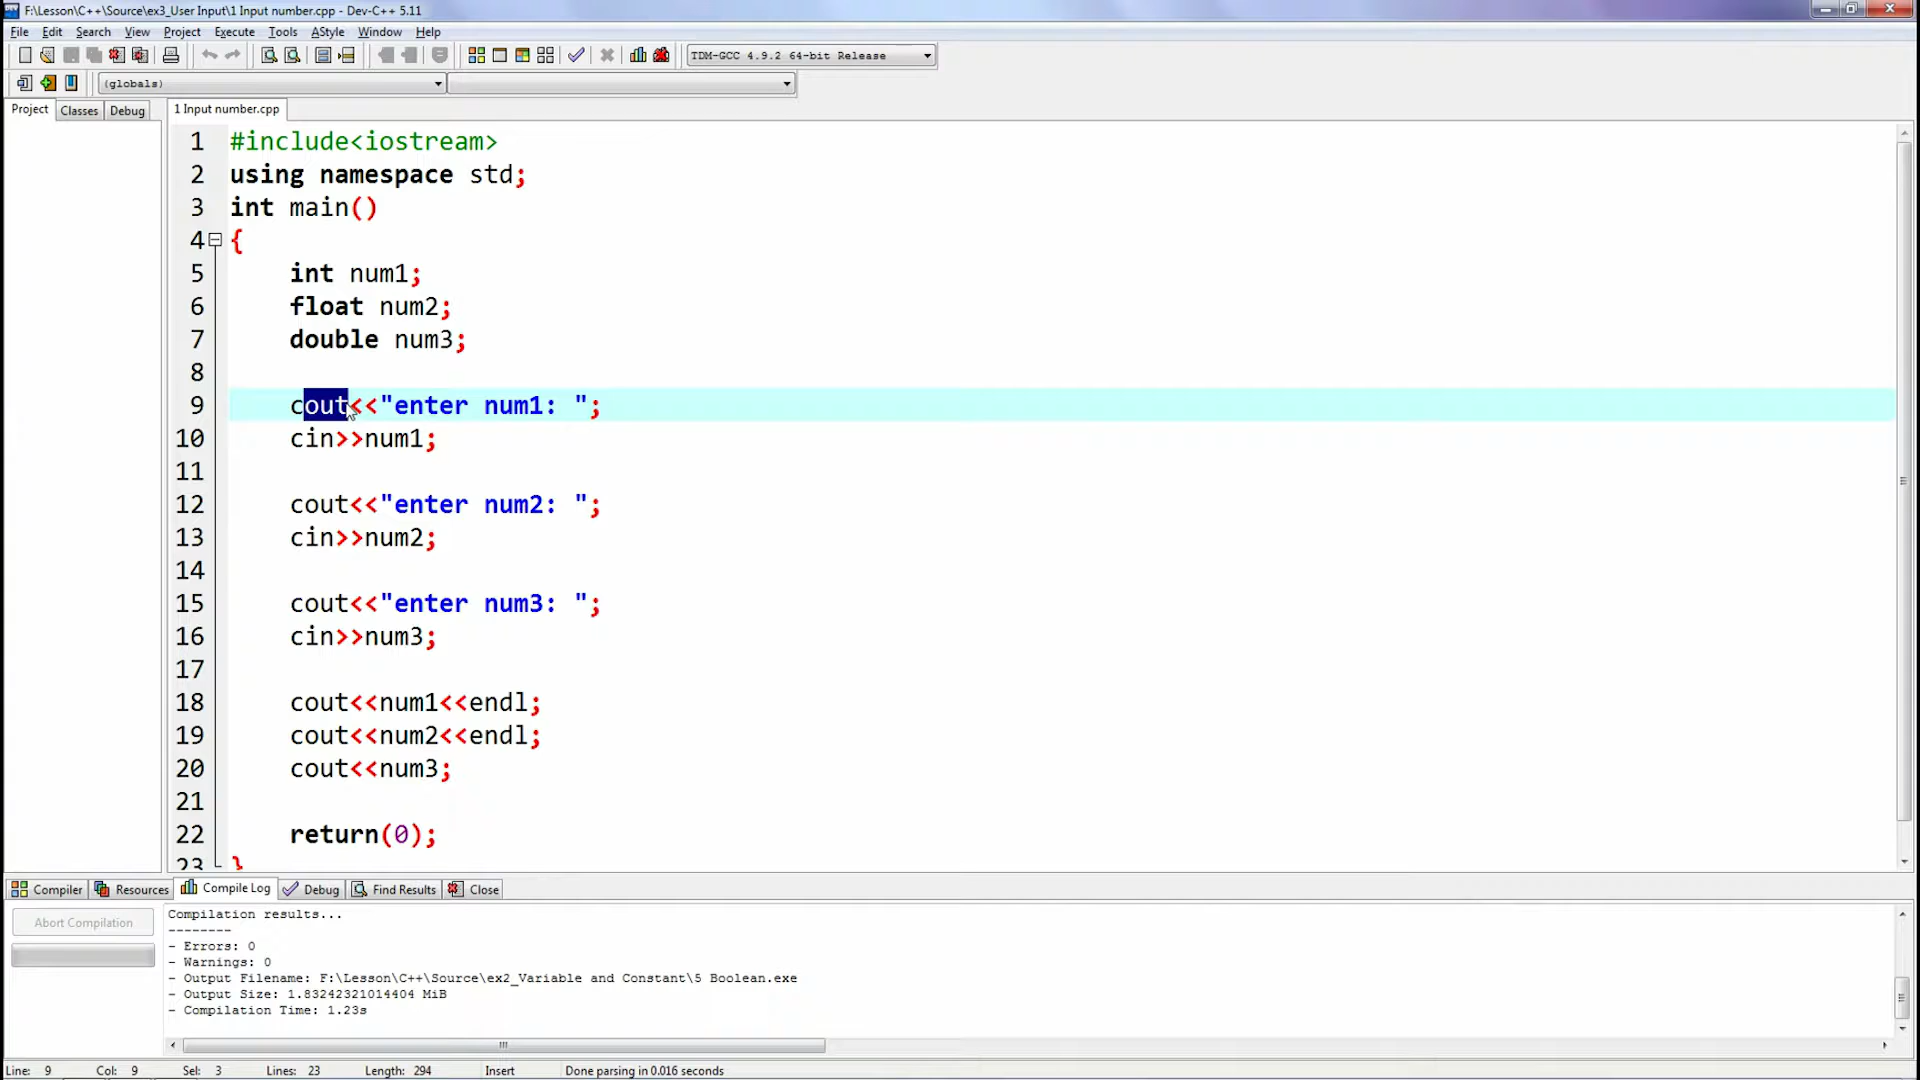 F:\Lesson\C++\Source\ex3_User Input\1 Input number.cpp - Dev-C++ 5.11
File Edit Search View Project Execute Tools AStyle Window Help
TDM-GCC 4.9.2 64-bit Release
(globals)
Project Classes Debug 1 Input number.cpp
1 #include<iostream>
2 using namespace std;
3 int main()
4 {
5 int num1;
6 float num2;
7 double num3;
8
9 cout<<"enter num1: ";
10 cin>>num1;
11
12 cout<<"enter num2: ";
13 cin>>num2;
14
15 cout<<"enter num3: ";
16 cin>>num3;
17
18 cout<<num1<<endl;
19 cout<<num2<<endl;
20 cout<<num3;
21
22 return(0);
23 }
Compiler Resources Compile Log Debug Find Results Close
Abort Compilation
Compilation results...
--------
- Errors: 0
- Warnings: 0
- Output Filename: F:\Lesson\C++\Source\ex2_Variable and Constant\5 Boolean.exe
- Output Size: 1.83242321014404 MiB
- Compilation Time: 1.23s
Line: 9 Col: 9 Sel: 3 Lines: 23 Length: 294 Insert Done parsing in 0.016 seconds